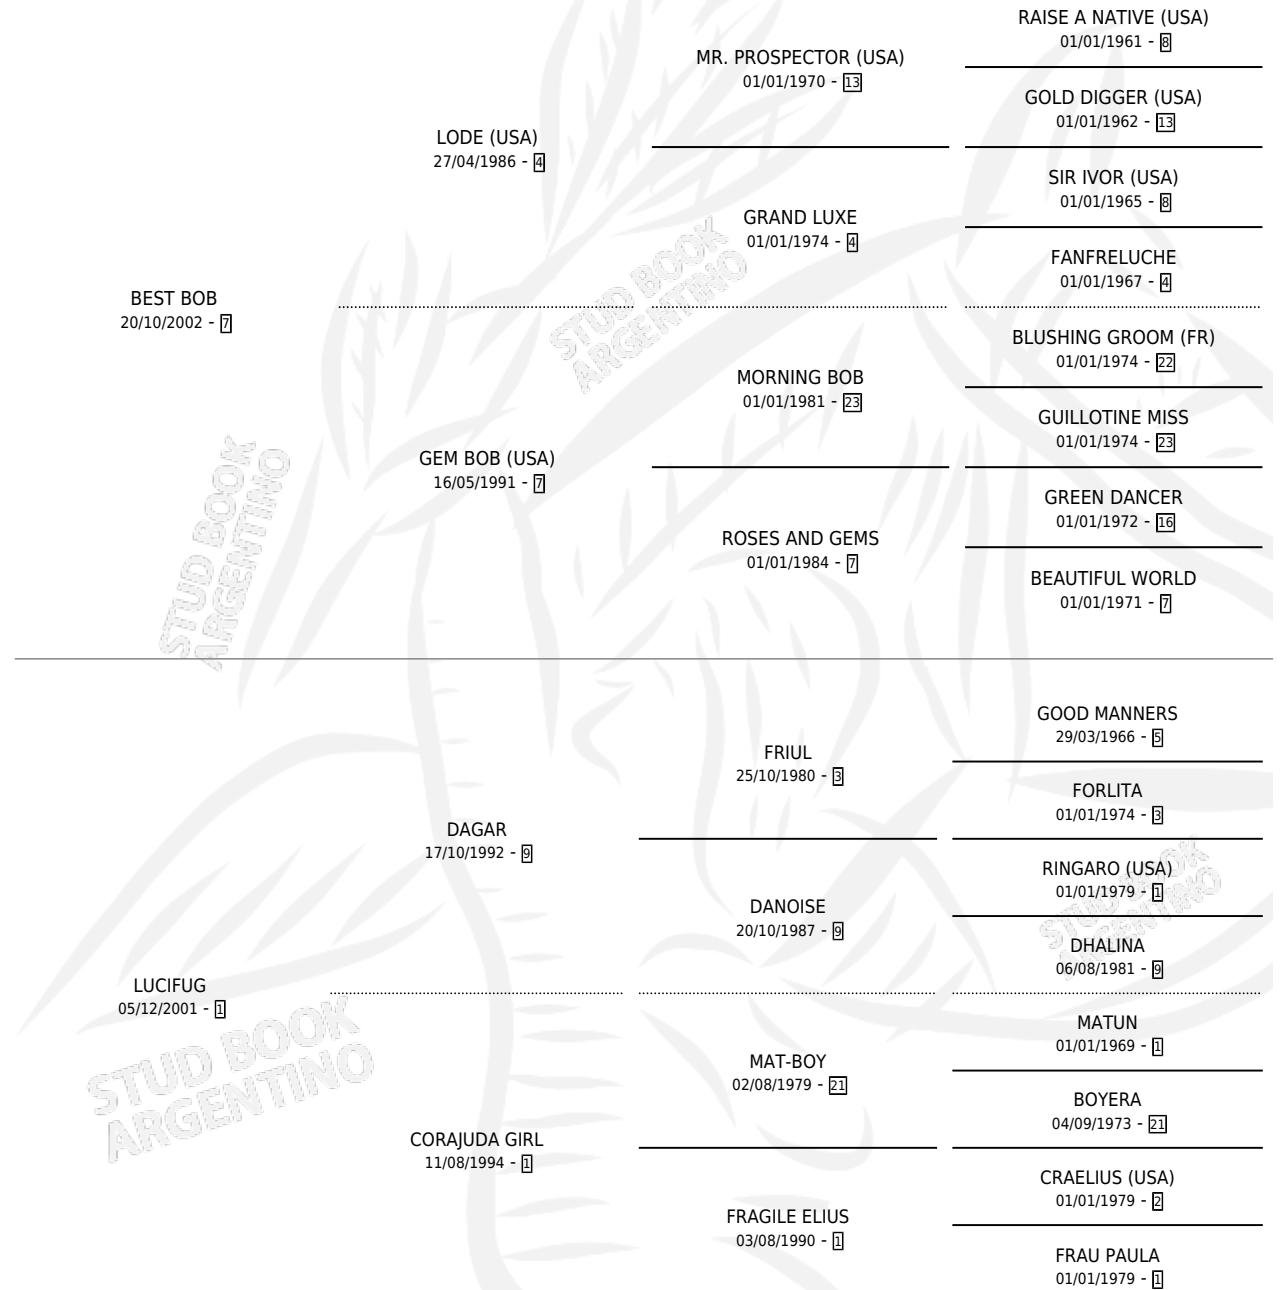 RAISE A NATIVE (USA)
01/01/1961 - 8
MR. PROSPECTOR (USA)
01/01/1970 - 13
GOLD DIGGER (USA)
01/01/1962 - 13
LODE (USA)
27/04/1986 - 4
SIR IVOR (USA)
01/01/1965 - 8
GRAND LUXE
01/01/1974 - 4
FANFRELUCHE
01/01/1967 - 4
BEST BOB
20/10/2002 - 7
BLUSHING GROOM (FR)
01/01/1974 - 22
MORNING BOB
01/01/1981 - 23
GUILLOTINE MISS
01/01/1974 - 23
GEM BOB (USA)
16/05/1991 - 7
GREEN DANCER
01/01/1972 - 16
ROSES AND GEMS
01/01/1984 - 7
BEAUTIFUL WORLD
01/01/1971 - 7
GOOD MANNERS
29/03/1966 - 5
FRIUL
25/10/1980 - 3
FORLITA
01/01/1974 - 3
DAGAR
17/10/1992 - 9
RINGARO (USA)
01/01/1979 - 1
DANOISE
20/10/1987 - 9
DHALINA
06/08/1981 - 9
LUCIFUG
05/12/2001 - 1
MATUN
01/01/1969 - 1
MAT-BOY
02/08/1979 - 21
BOYERA
04/09/1973 - 21
CORAJUDA GIRL
11/08/1994 - 1
CRAELIUS (USA)
01/01/1979 - 2
FRAGILE ELIUS
03/08/1990 - 1
FRAU PAULA
01/01/1979 - 1
STUD BOOK
ARGENTINO
STUD BOOK
ARGENTINO
STUD BOOK
ARGENTINO
STUD BOOK
ARGENTINO